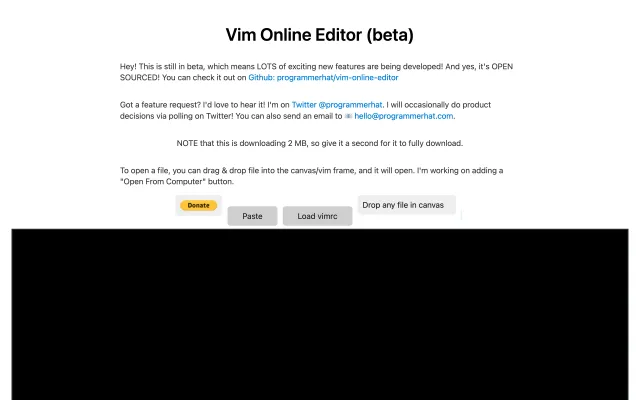 Vim Online Editor (beta)
Hey! This is still in beta, which means LOTS of exciting new features are being developed! And yes, it's OPEN
SOURCED! You can check it out on Github: programmerhat/vim-online-editor
Got a feature request? I'd love to hear it! I'm on Twitter @programmerhat. I will occasionally do product
decisions via polling on Twitter! You can also send an email to 📧 hello@programmerhat.com.
NOTE that this is downloading 2 MB, so give it a second for it to fully download.
To open a file, you can drag & drop file into the canvas/vim frame, and it will open. I'm working on adding a
"Open From Computer" button.
Donate
Paste
Load vimrc
Drop any file in canvas